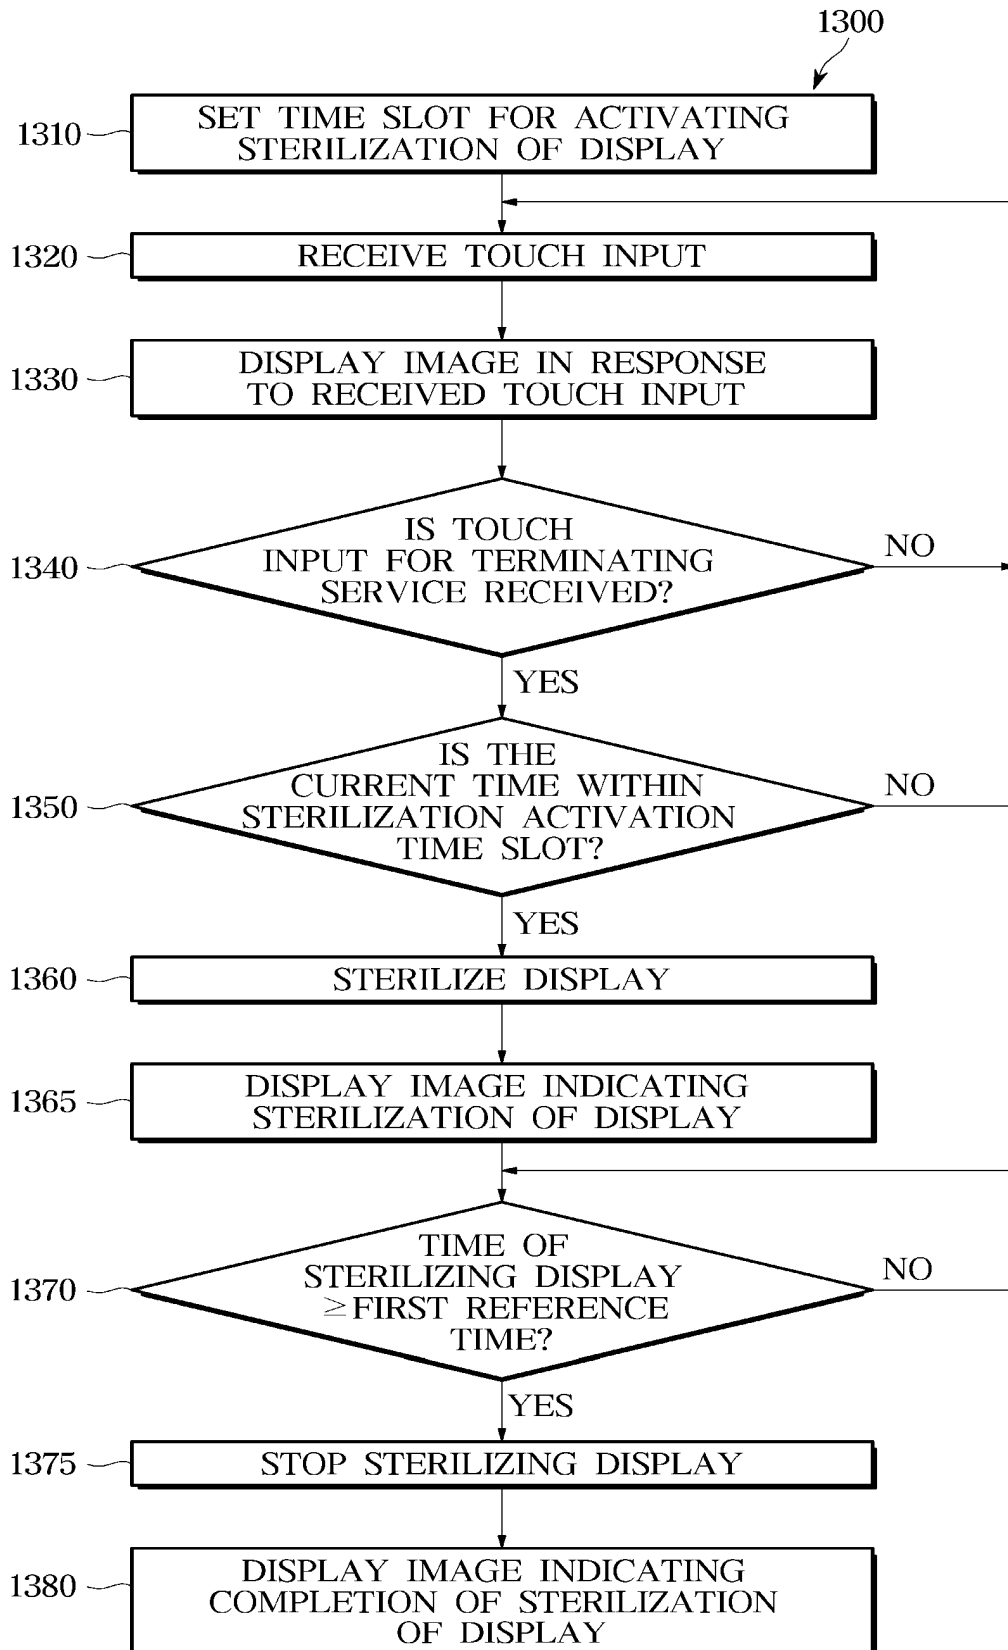 1300
1310
SET TIME SLOT FOR ACTIVATING
STERILIZATION OF DISPLAY
1320
RECEIVE TOUCH INPUT
1330
DISPLAY IMAGE IN RESPONSE
TO RECEIVED TOUCH INPUT
1340
IS TOUCH
INPUT FOR TERMINATING
SERVICE RECEIVED?
NO
YES
1350
IS THE
CURRENT TIME WITHIN
STERILIZATION ACTIVATION
TIME SLOT?
NO
YES
1360
STERILIZE DISPLAY
1365
DISPLAY IMAGE INDICATING
STERILIZATION OF DISPLAY
1370
TIME OF
STERILIZING DISPLAY
≥FIRST REFERENCE
TIME?
NO
YES
1375
STOP STERILIZING DISPLAY
1380
DISPLAY IMAGE INDICATING
COMPLETION OF STERILIZATION
OF DISPLAY